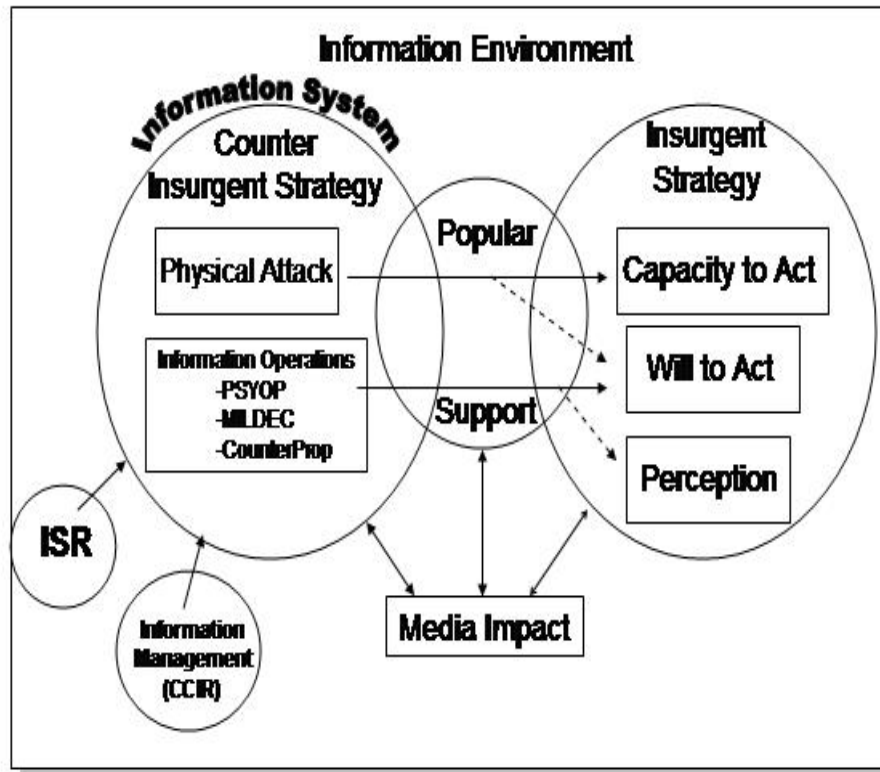 Information Environment
Information System
Counter
Insurgent Strategy
Physical Attack
Information Operations
-PSYOP
-MILDEC
-CounterProp
Popular
Support
Insurgent
Strategy
Capacity to Act
Will to Act
Perception
ISR
Information
Management
(CCIR)
Media Impact